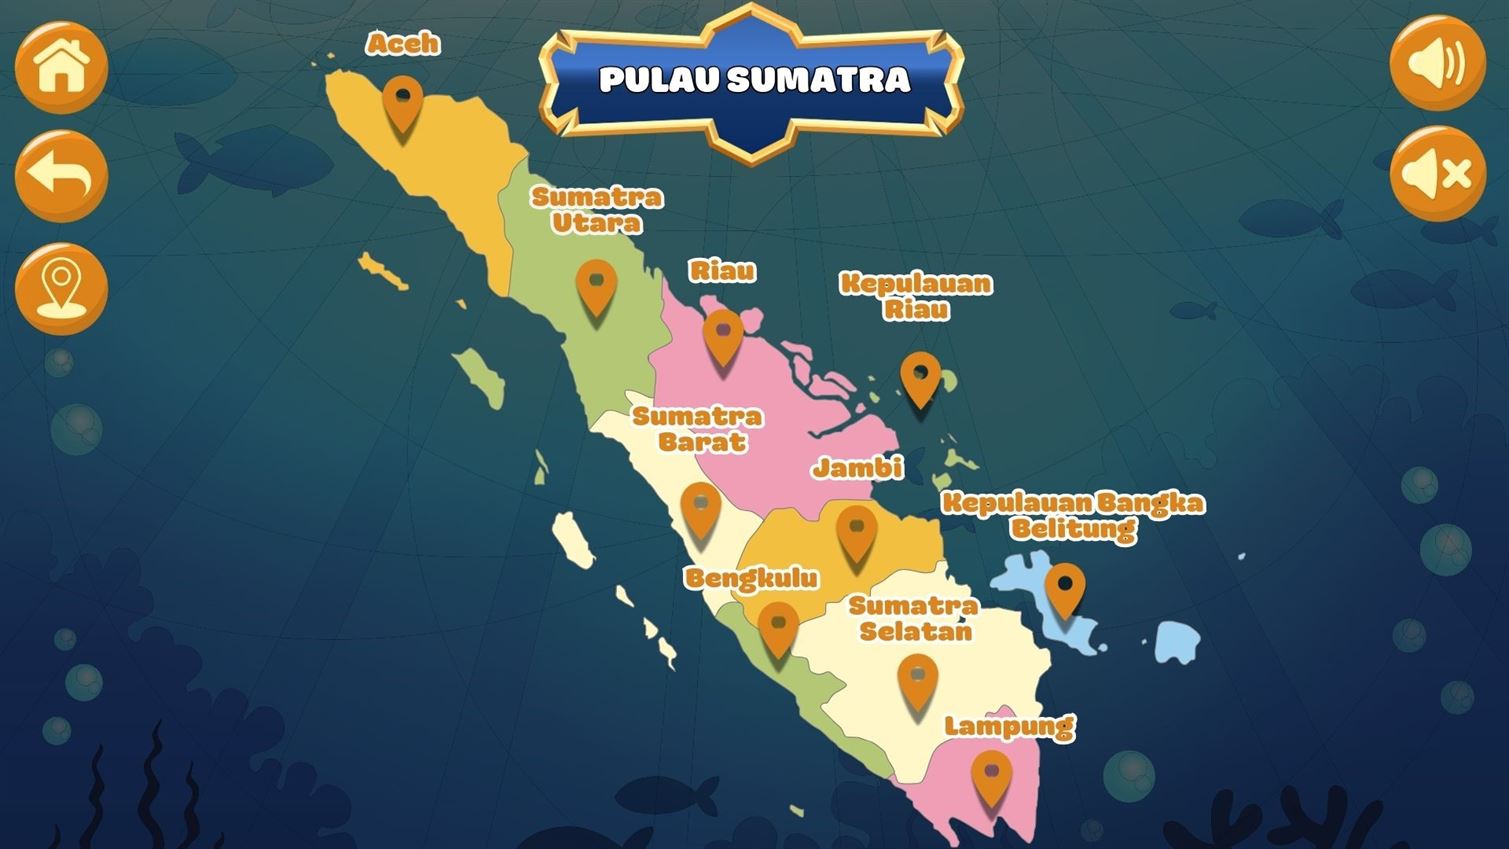 Aceh
PULAU SUMATRA
Sumatra
Utara
Riau
Kepulauan
Riau
Sumatra
Barat
Jambi
Kepulauan Bangka
Belitung
Bengkulu
Sumatra
Selatan
Lampung